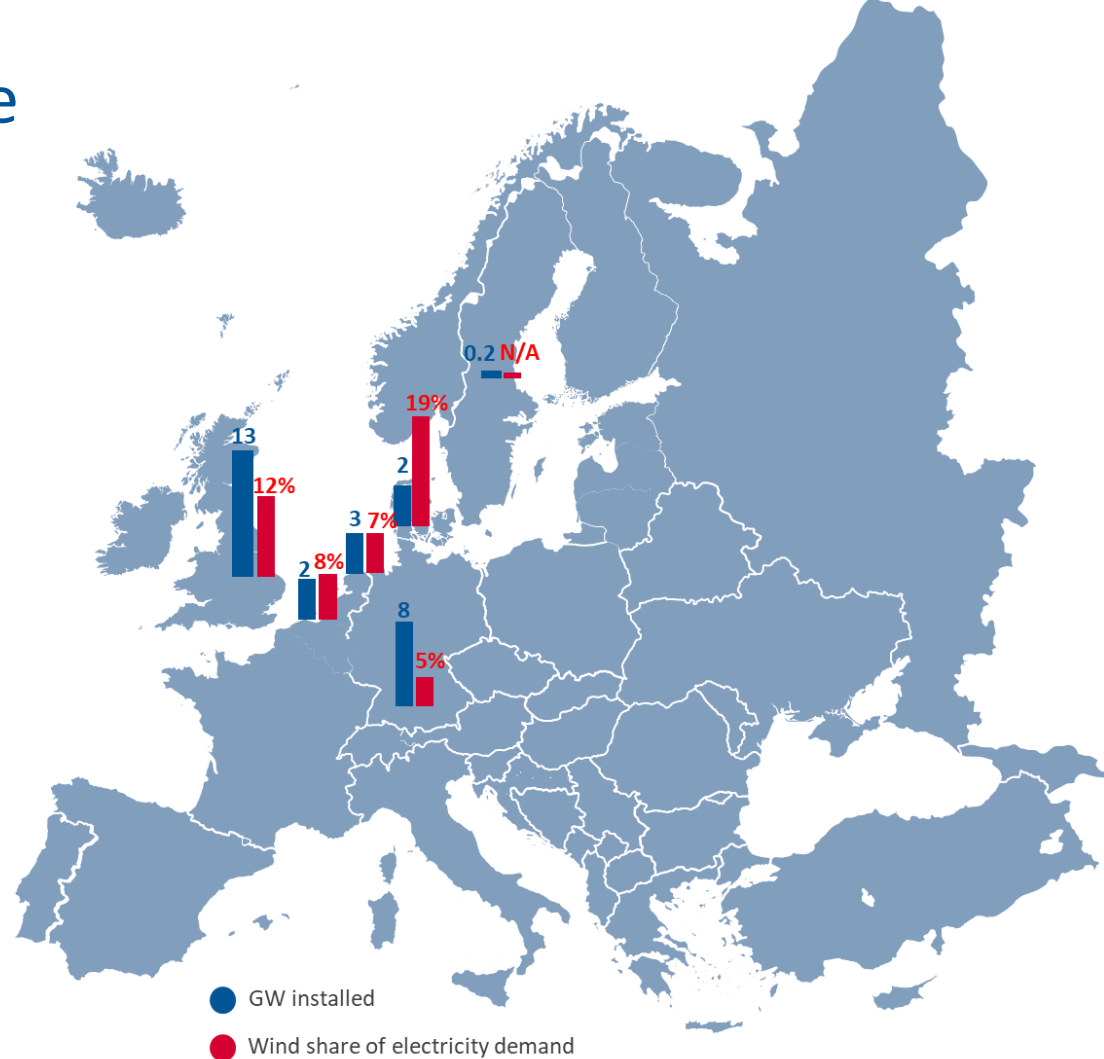 e
0.2 N/A
19%
13
2
12%
3 7%
2 8%
8
5%
GW installed
Wind share of electricity demand